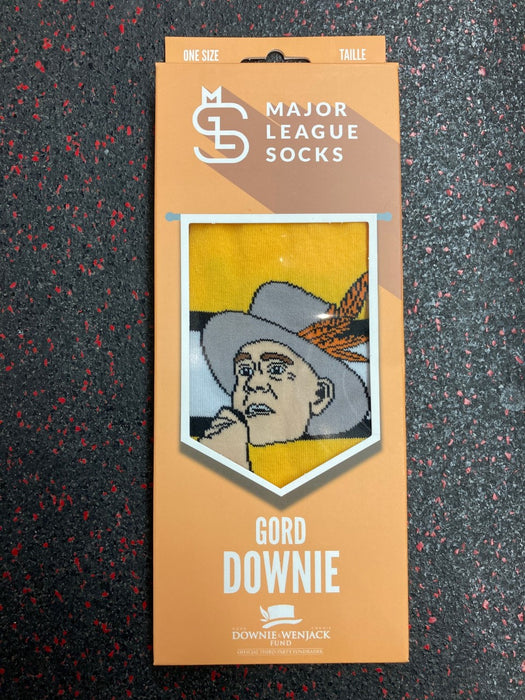 ONE SIZE TAILLE
MAJOR
LEAGUE
SOCKS
GORD
DOWNIE
DOWNIE WENJACK
FUND
OFFICIAL THIRD PARTY FUNDRAISER